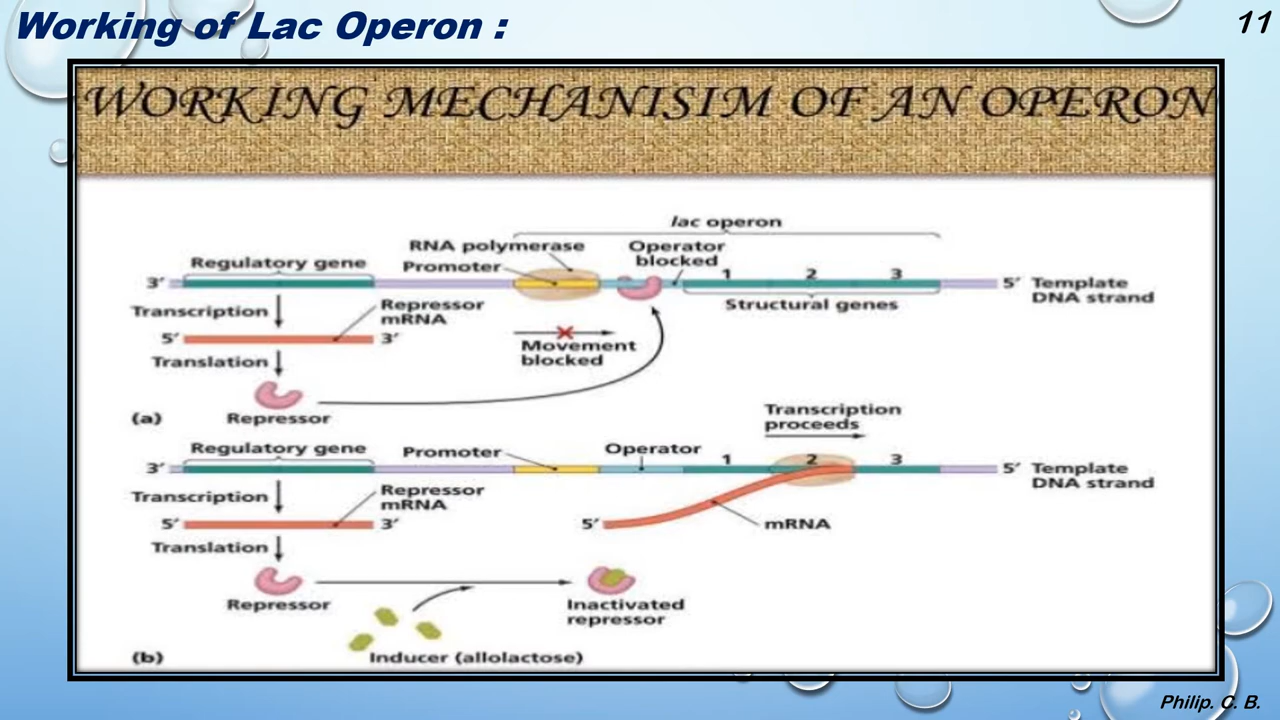 Working of Lac Operon :
11
WORKING MECHANISIM OF AN OPERON
lac operon
RNA polymerase
Operator
blocked
Regulatory gene
Promoter
1 2 3
3′
5′ Template
DNA strand
Structural genes
Transcription
Repressor
mRNA
5′
3′
Movement
blocked
Translation
(a)
Repressor
Transcription
proceeds
Regulatory gene
Promoter
Operator
1 2 3
3′
5′ Template
DNA strand
Transcription
Repressor
mRNA
5′
3′
5′
mRNA
Translation
Repressor
Inactivated
repressor
(b)
Inducer (allolactose)
Philip. C. B.